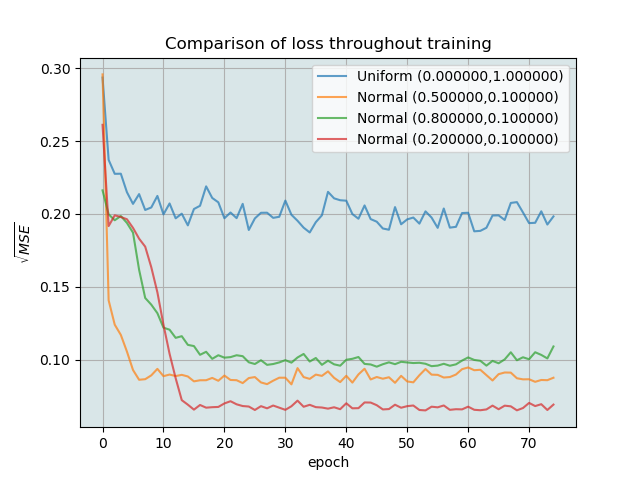 Comparison of loss throughout training
0.30
0.25
0.20
0.15
0.10
√MSE
Uniform (0.000000,1.000000)
Normal (0.500000,0.100000)
Normal (0.800000,0.100000)
Normal (0.200000,0.100000)
0 10 20 30 40 50 60 70
epoch